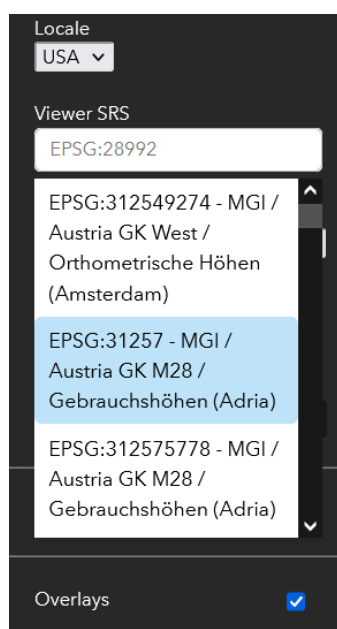 Locale
USA
Viewer SRS
EPSG:28992
EPSG:312549274 - MGI /
Austria GK West /
Orthometrische Höhen
(Amsterdam)
EPSG:31257 - MGI /
Austria GK M28 /
Gebrauchshöhen (Adria)
EPSG:312575778 - MGI /
Austria GK M28 /
Gebrauchshöhen (Adria)
Overlays